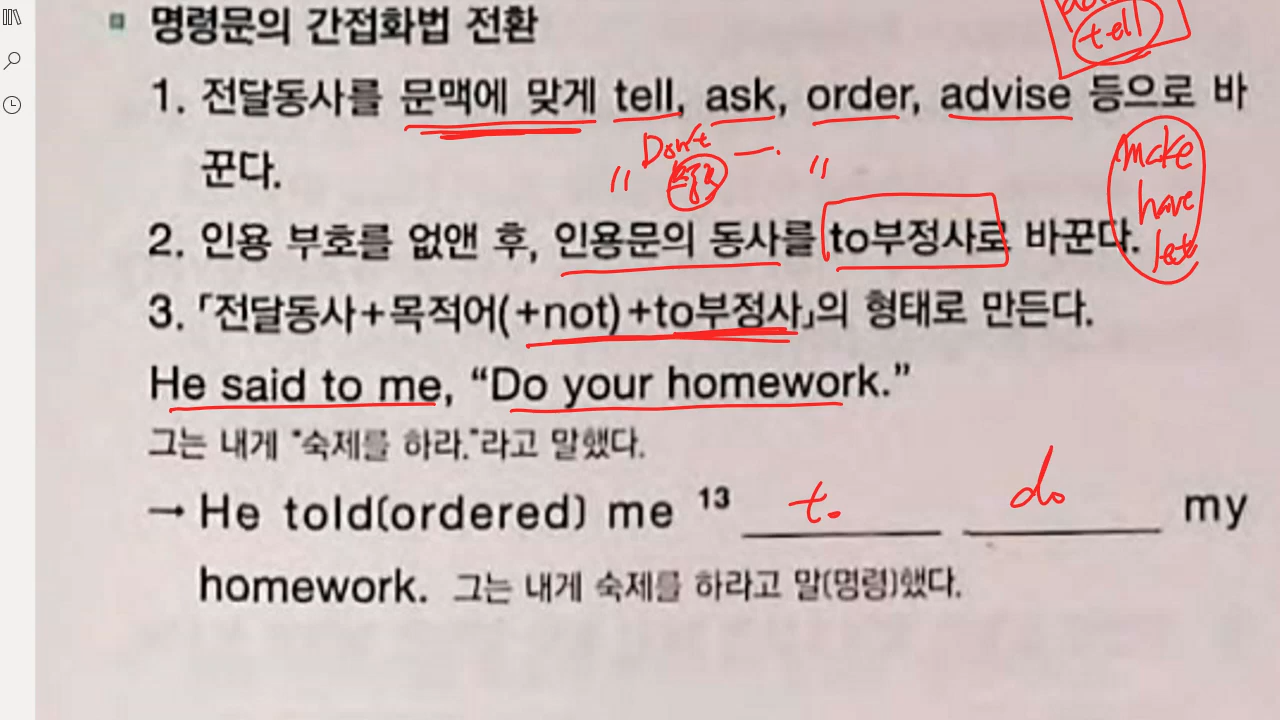 명령문의 간접화법 전환
tell
1. 전달동사를 문맥에 맞게 tell, ask, order, advise 등으로 바
Don't
make
꾼다.
" ㅡ. "
have
2. 인용 부호를 없앤 후, 인용문의 동사를 to부정사로 바꾼다.
3. 「전달동사+목적어(+not)+to부정사」의 형태로 만든다.
He said to me, “Do your homework.”
그는 내게 “숙제를 하라.”라고 말했다.
→ He told(ordered) me 13 to do my
homework. 그는 내게 숙제를 하라고 말(명령)했다.